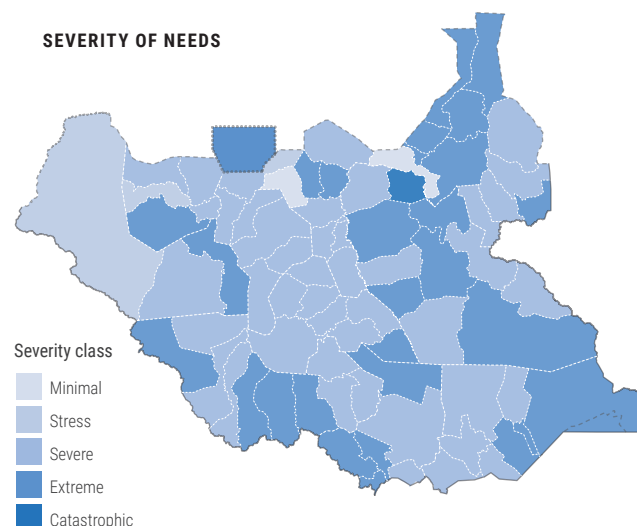 SEVERITY OF NEEDS
Severity class
Minimal
Stress
Severe
Extreme
Catastrophic